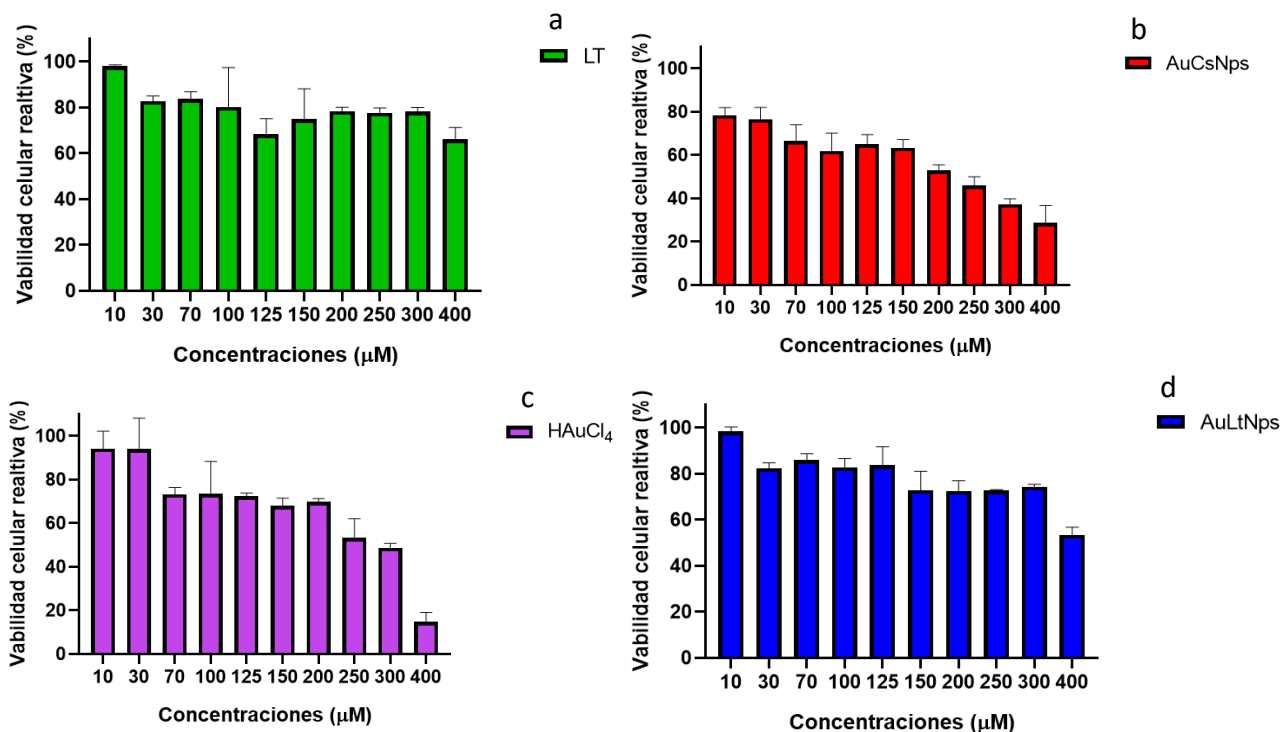 a
LT
Vabilidad celular realtiva (%)
100
80
60
40
20
0
10 30 70 100 125 150 200 250 300 400
Concentraciones (μM)
b
AuCsNps
Vabilidad celular realtiva (%)
100
80
60
40
20
0
10 30 70 100 125 150 200 250 300 400
Concentraciones (μM)
c
HAuCl₄
Vabilidad celular realtiva (%)
100
80
60
40
20
0
10 30 70 100 125 150 200 250 300 400
Concentraciones (μM)
d
AuLtNps
Vabilidad celular realtiva (%)
100
80
60
40
20
0
10 30 70 100 125 150 200 250 300 400
Concentraciones (μM)